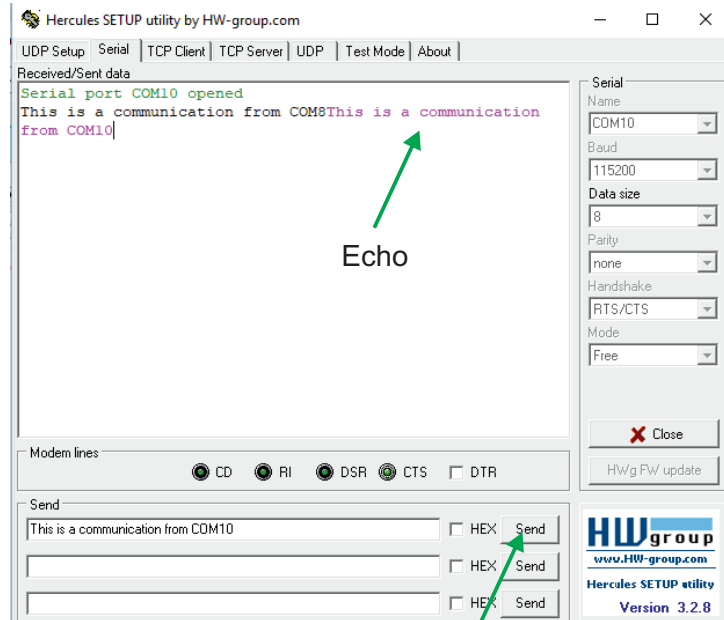 Hercules SETUP utility by HW-group.com
UDP Setup Serial TCP Client TCP Server UDP Test Mode About
Received/Sent data
Serial port COM10 opened
This is a communication from COM8This is a communication
from COM10
Echo
Serial
Name
COM10
Baud
115200
Data size
8
Parity
none
Handshake
RTS/CTS
Mode
Free
Close
HWg FW update
Modem lines
CD RI DSR CTS DTR
Send
This is a communication from COM10 HEX Send
HEX Send
HEX Send
HWgroup
www.HW-group.com
Hercules SETUP utility
Version 3.2.8